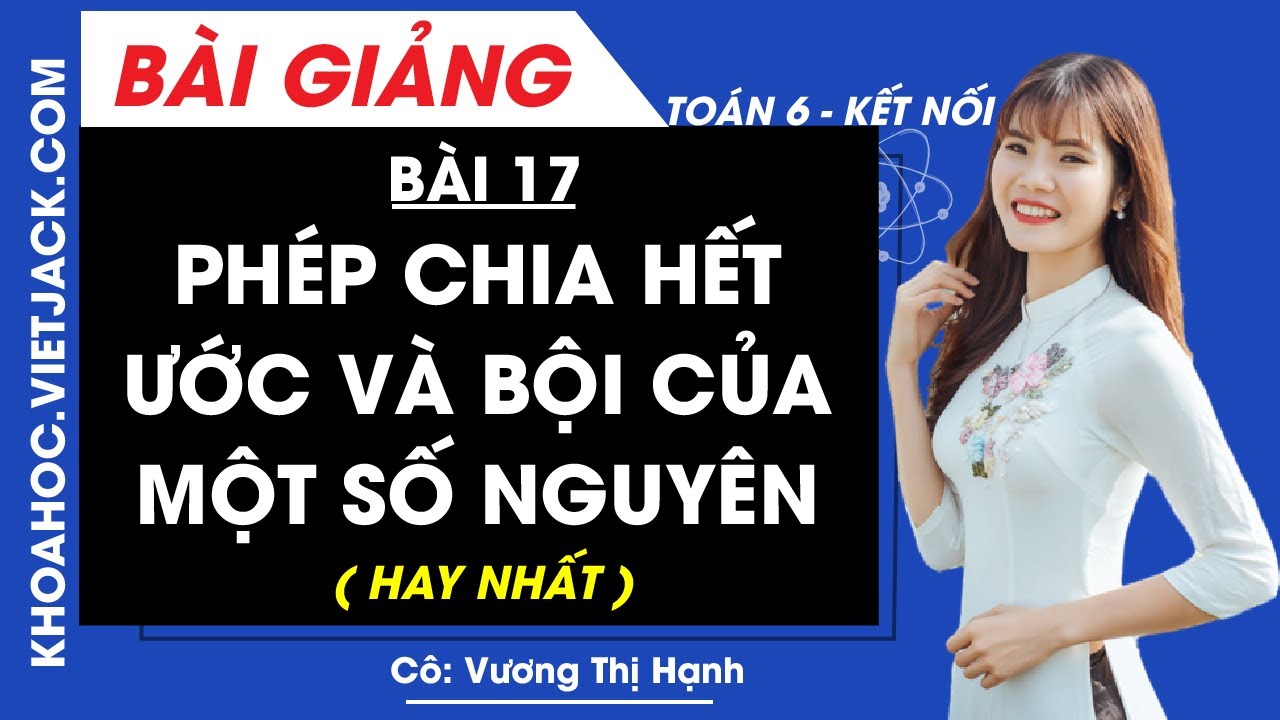 KHOAHOC.VIETJACK.COM
BÀI GIẢNG
TOÁN 6 - KẾT NỐI
BÀI 17
PHÉP CHIA HẾT
ƯỚC VÀ BỘI CỦA
MỘT SỐ NGUYÊN
( HAY NHẤT )
Cô: Vương Thị Hạnh